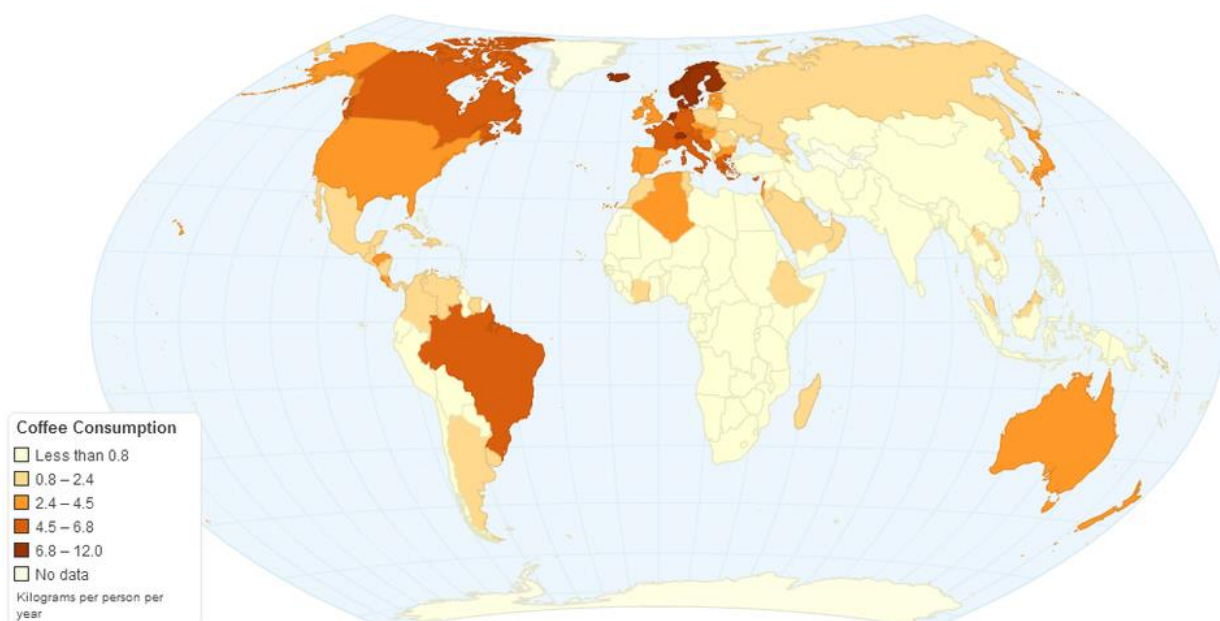 Coffee Consumption
Less than 0.8
0.8 – 2.4
2.4 – 4.5
4.5 – 6.8
6.8 – 12.0
No data
Kilograms per person per
year